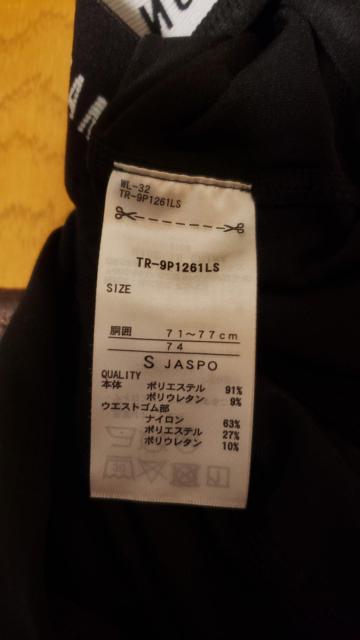 WL-32
TR-9P1261LS
TR-9P1261LS
SIZE
胴囲 71～77cm
74
S JASPO
QUALITY
本体 ポリエステル 91%
ポリウレタン 9%
ウエストゴム部
ナイロン 63%
ポリエステル 27%
ポリウレタン 10%